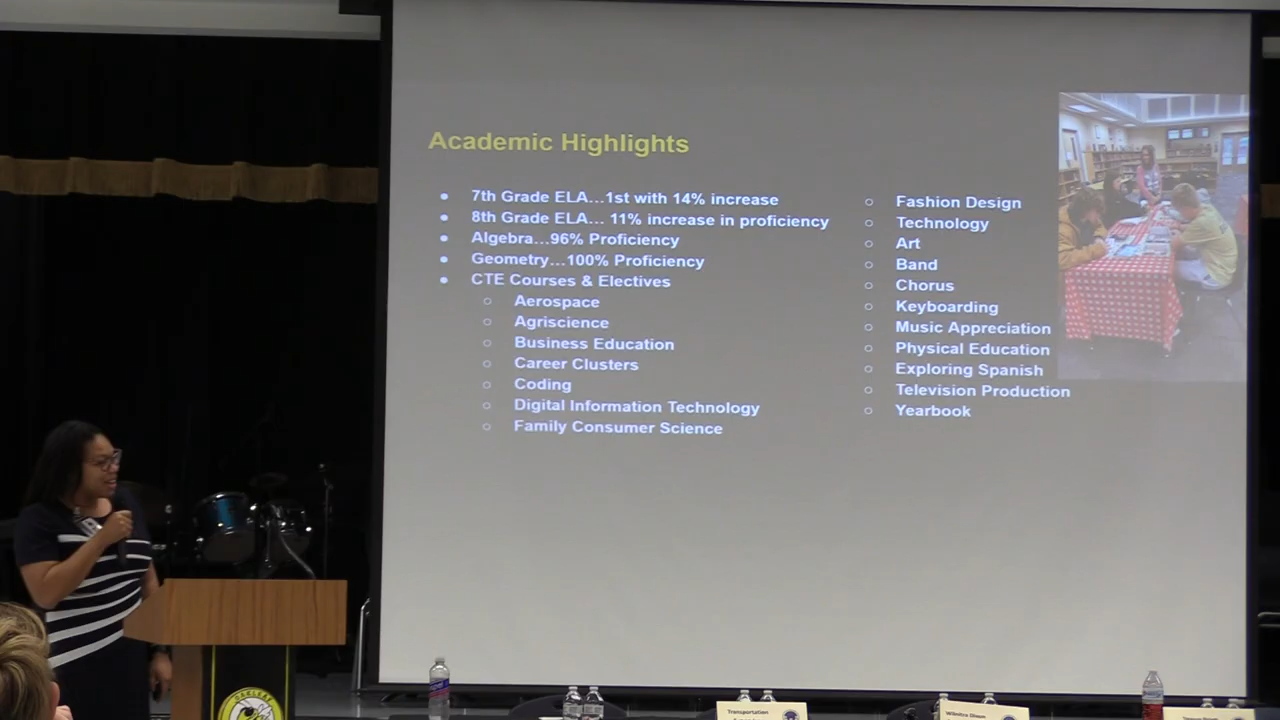 Academic Highlights
● 7th Grade ELA...1st with 14% increase
● 8th Grade ELA... 11% increase in proficiency
● Algebra...96% Proficiency
● Geometry...100% Proficiency
● CTE Courses & Electives
○ Aerospace
○ Agriscience
○ Business Education
○ Career Clusters
○ Coding
○ Digital Information Technology
○ Family Consumer Science
○ Fashion Design
○ Technology
○ Art
○ Band
○ Chorus
○ Keyboarding
○ Music Appreciation
○ Physical Education
○ Exploring Spanish
○ Television Production
○ Yearbook
OAKLEAF
Transportation